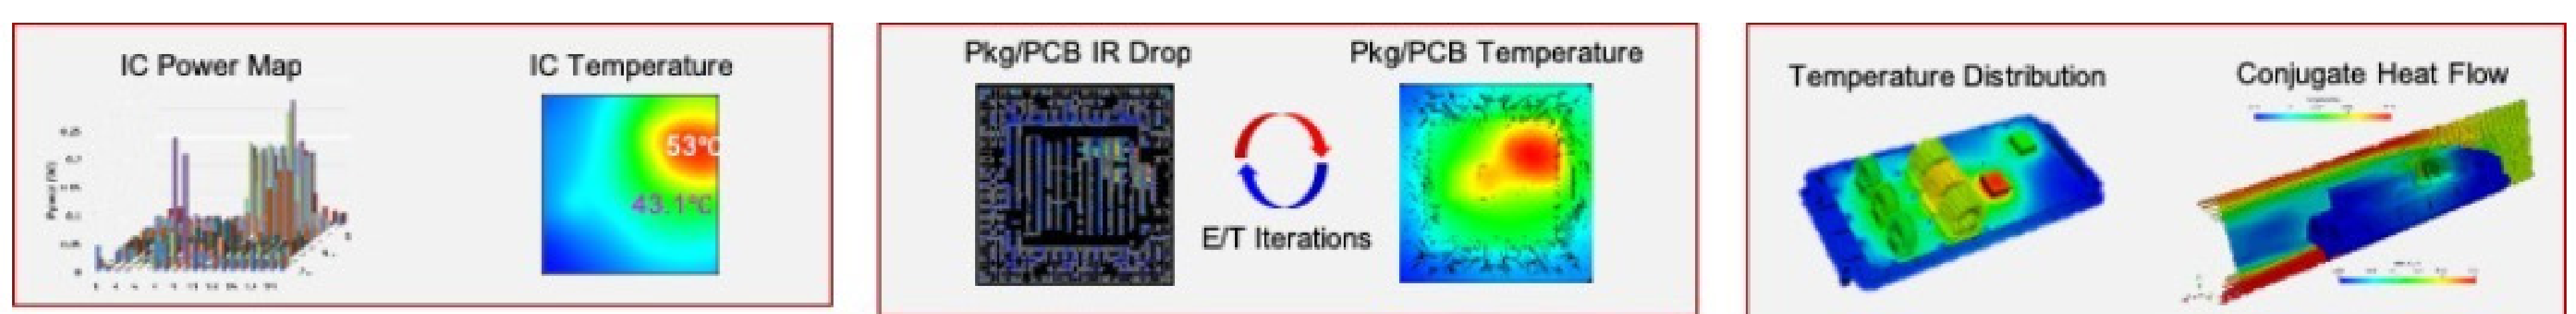 IC Power Map
IC Temperature
53°C
43.1°C
Power (W)
Pkg/PCB IR Drop
Pkg/PCB Temperature
E/T Iterations
Temperature Distribution
Conjugate Heat Flow